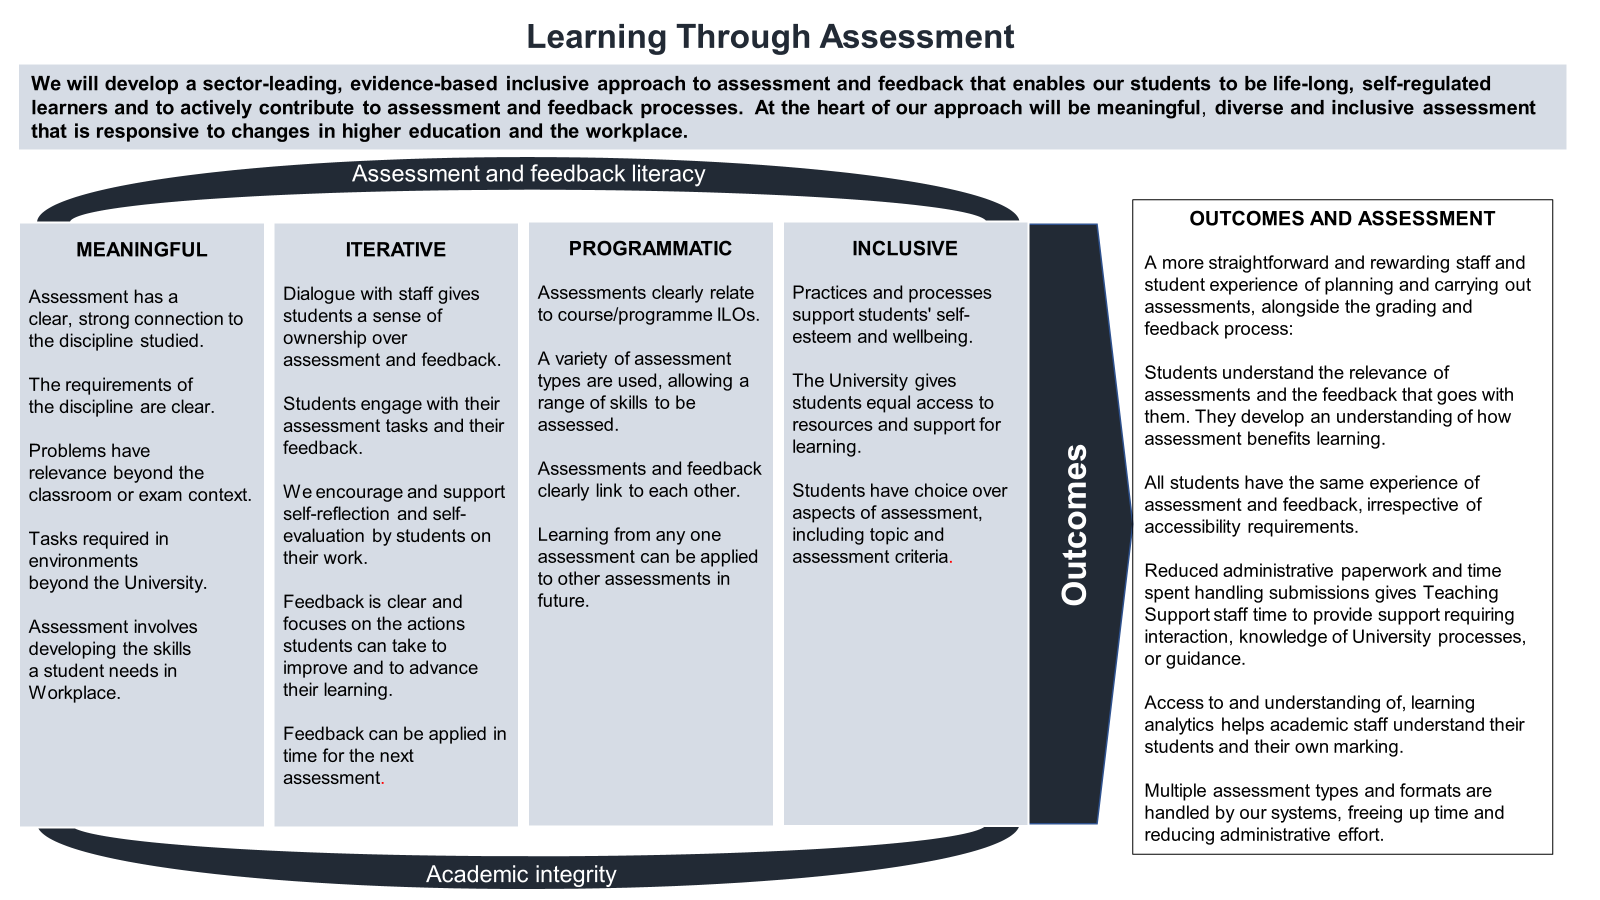 Learning Through Assessment
We will develop a sector-leading, evidence-based inclusive approach to assessment and feedback that enables our students to be life-long, self-regulated
learners and to actively contribute to assessment and feedback processes. At the heart of our approach will be meaningful, diverse and inclusive assessment
that is responsive to changes in higher education and the workplace.
Assessment and feedback literacy
MEANINGFUL
Assessment has a
clear, strong connection to
the discipline studied.
The requirements of
the discipline are clear.
Problems have
relevance beyond the
classroom or exam context.
Tasks required in
environments
beyond the University.
Assessment involves
developing the skills
a student needs in
Workplace.
ITERATIVE
Dialogue with staff gives
students a sense of
ownership over
assessment and feedback.
Students engage with their
assessment tasks and their
feedback.
We encourage and support
self-reflection and self-
evaluation by students on
their work.
Feedback is clear and
focuses on the actions
students can take to
improve and to advance
their learning.
Feedback can be applied in
time for the next
assessment.
PROGRAMMATIC
Assessments clearly relate
to course/programme ILOs.
A variety of assessment
types are used, allowing a
range of skills to be
assessed.
Assessments and feedback
clearly link to each other.
Learning from any one
assessment can be applied
to other assessments in
future.
INCLUSIVE
Practices and processes
support students' self-
esteem and wellbeing.
The University gives
students equal access to
resources and support for
learning.
Students have choice over
aspects of assessment,
including topic and
assessment criteria.
Academic integrity
Outcomes
OUTCOMES AND ASSESSMENT
A more straightforward and rewarding staff and
student experience of planning and carrying out
assessments, alongside the grading and
feedback process:
Students understand the relevance of
assessments and the feedback that goes with
them. They develop an understanding of how
assessment benefits learning.
All students have the same experience of
assessment and feedback, irrespective of
accessibility requirements.
Reduced administrative paperwork and time
spent handling submissions gives Teaching
Support staff time to provide support requiring
interaction, knowledge of University processes,
or guidance.
Access to and understanding of, learning
analytics helps academic staff understand their
students and their own marking.
Multiple assessment types and formats are
handled by our systems, freeing up time and
reducing administrative effort.